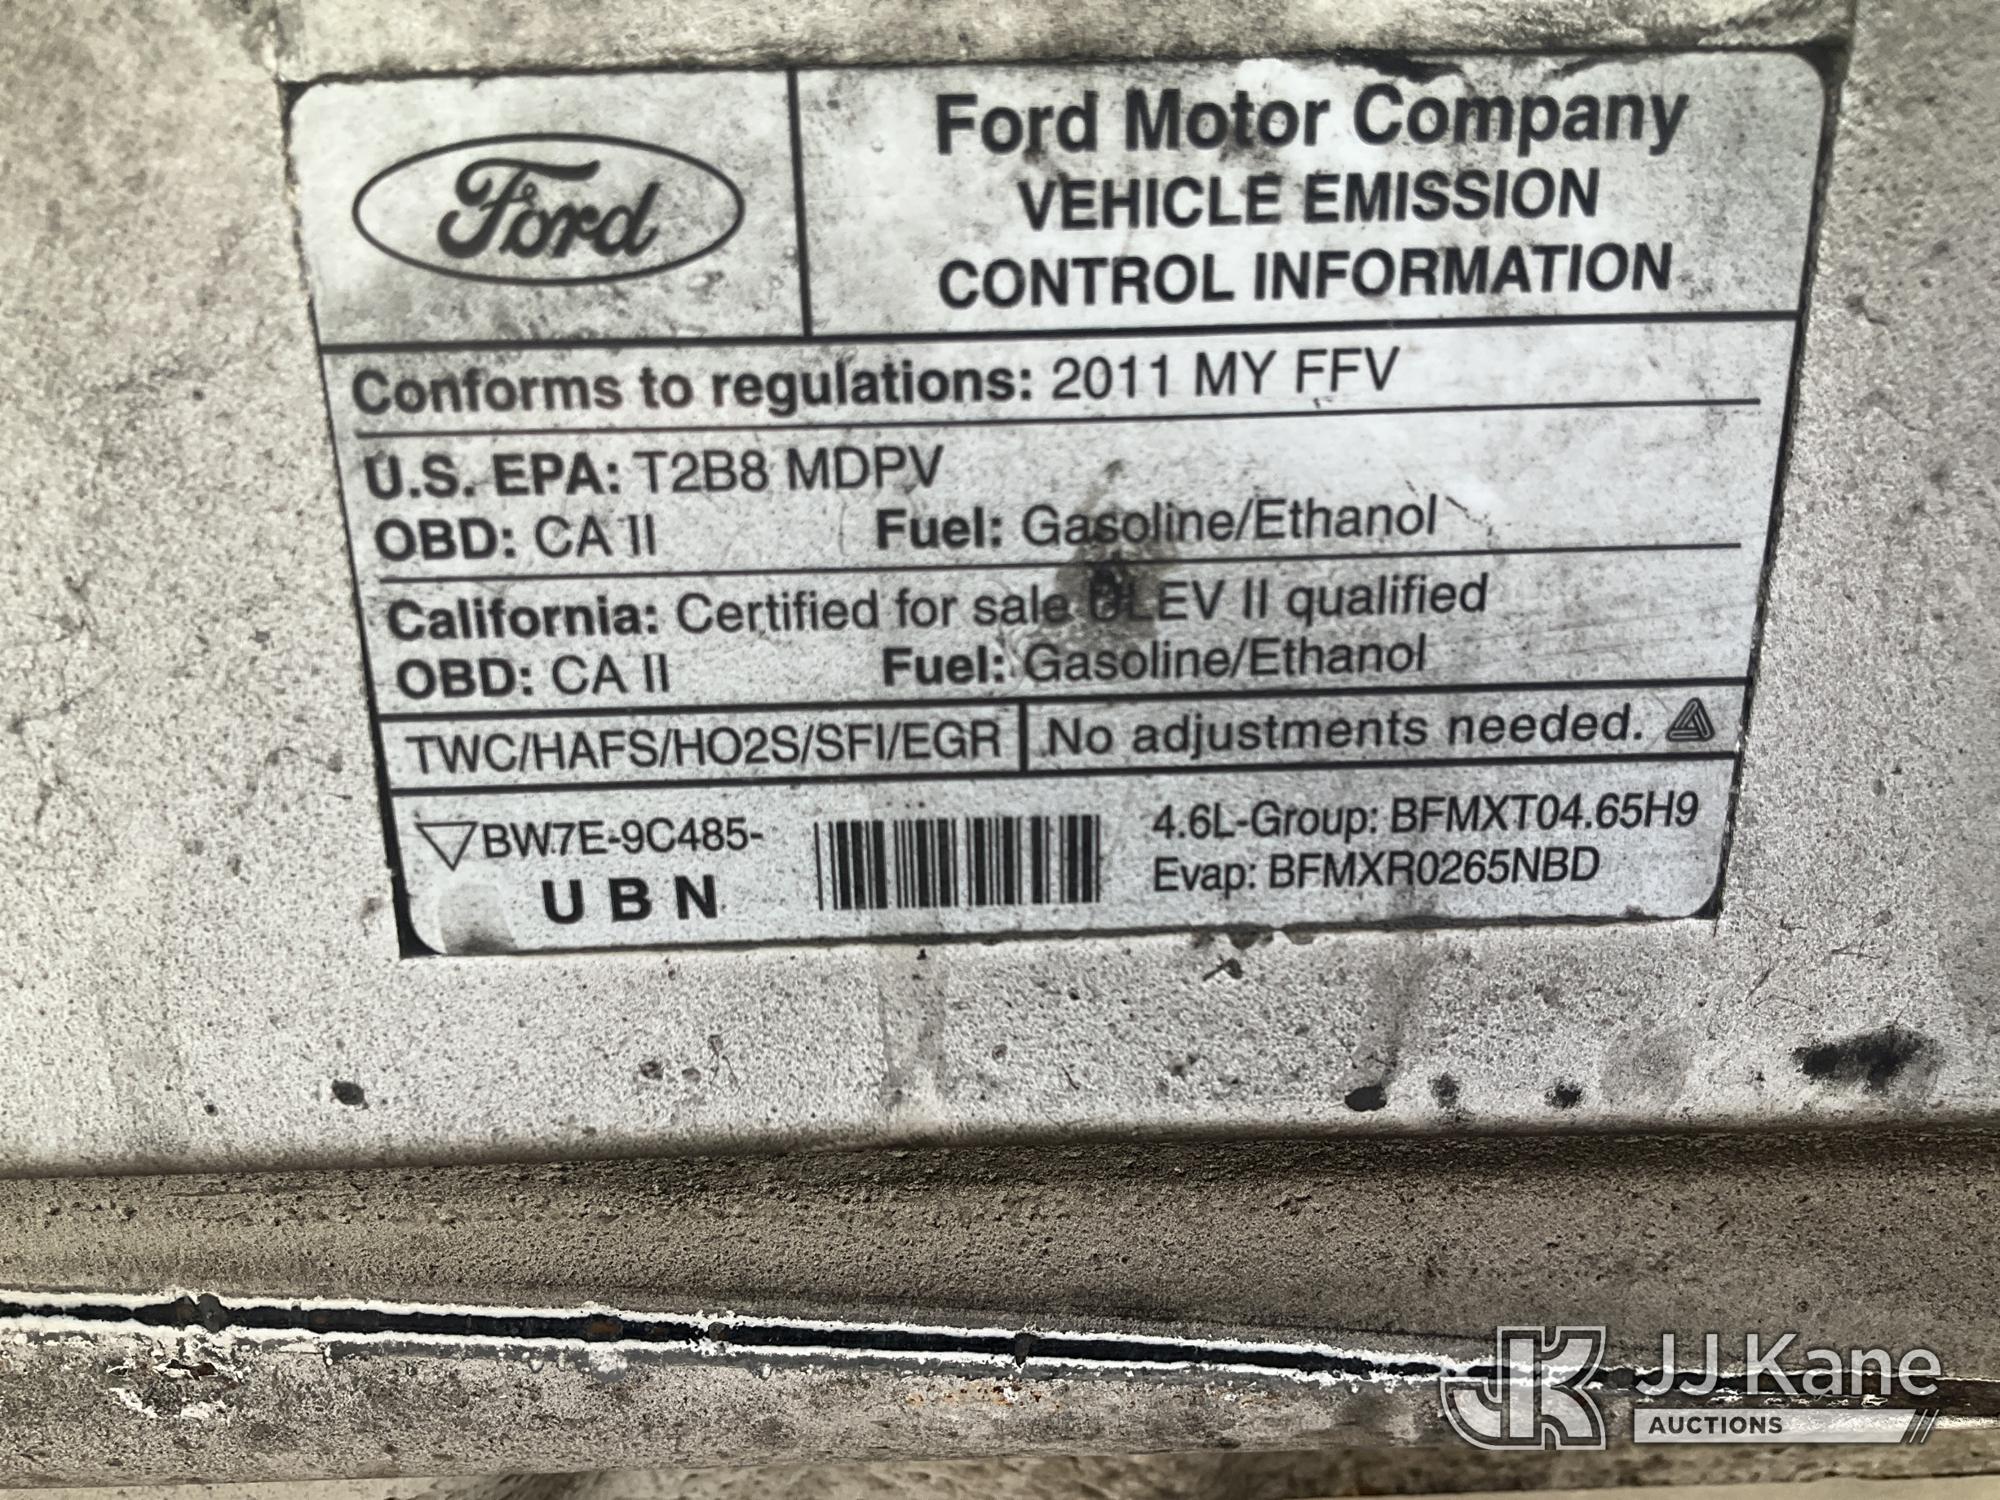 Ford
Ford Motor Company
VEHICLE EMISSION
CONTROL INFORMATION
Conforms to regulations: 2011 MY FFV
U.S. EPA: T2B8 MDPV
OBD: CA II Fuel: Gasoline/Ethanol
California: Certified for sale ULEV II qualified
OBD: CA II Fuel: Gasoline/Ethanol
TWC/HAFS/HO2S/SFI/EGR No adjustments needed.
BW7E-9C485-
UBN
4.6L-Group: BFMXT04.65H9
Evap: BFMXR0265NBD
JK JJ Kane
AUCTIONS